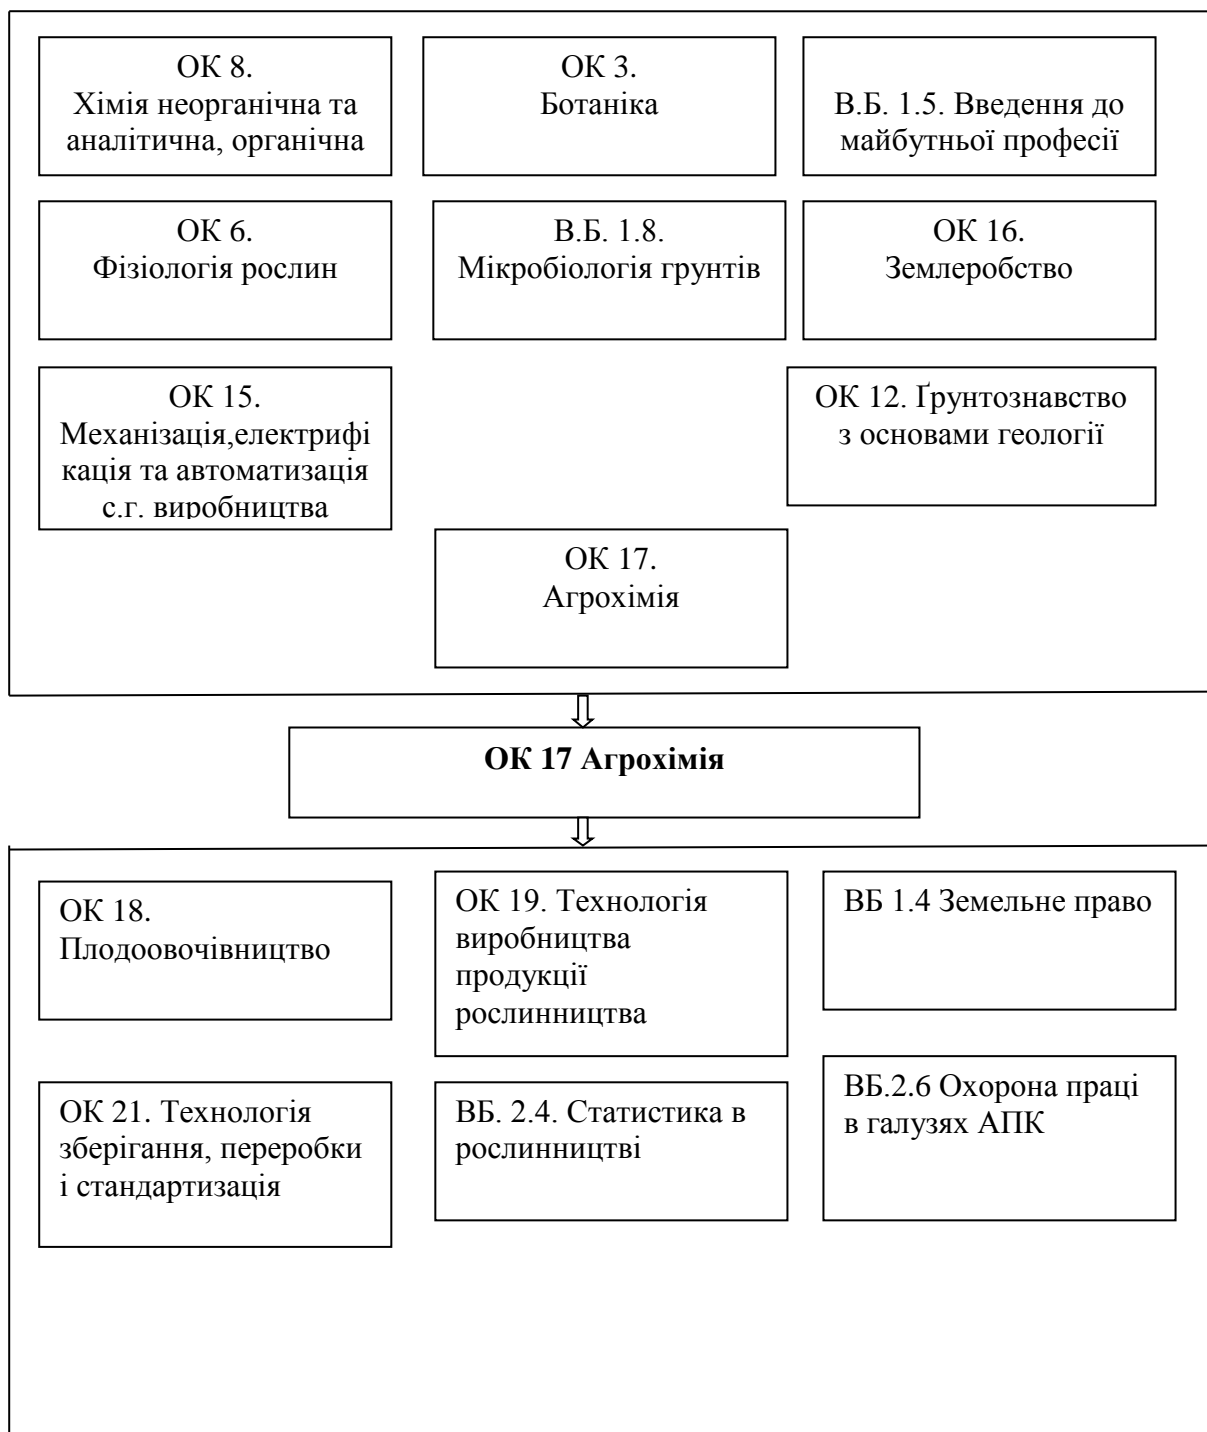 ОК 8.
Хімія неорганічна та
аналітична, органічна
ОК 3.
Ботаніка
В.Б. 1.5. Введення до
майбутньої професії
ОК 6.
Фізіологія рослин
В.Б. 1.8.
Мікробіологія грунтів
ОК 16.
Землеробство
ОК 15.
Механізація,електрифі
кація та автоматизація
с.г. виробництва
ОК 12. Ґрунтознавство
з основами геології
ОК 17.
Агрохімія
ОК 17 Агрохімія
ОК 18.
Плодоовочівництво
ОК 19. Технологія
виробництва
продукції
рослинництва
ВБ 1.4 Земельне право
ОК 21. Технологія
зберігання, переробки
і стандартизація
ВБ. 2.4. Статистика в
рослинництві
ВБ.2.6 Охорона праці
в галузях АПК